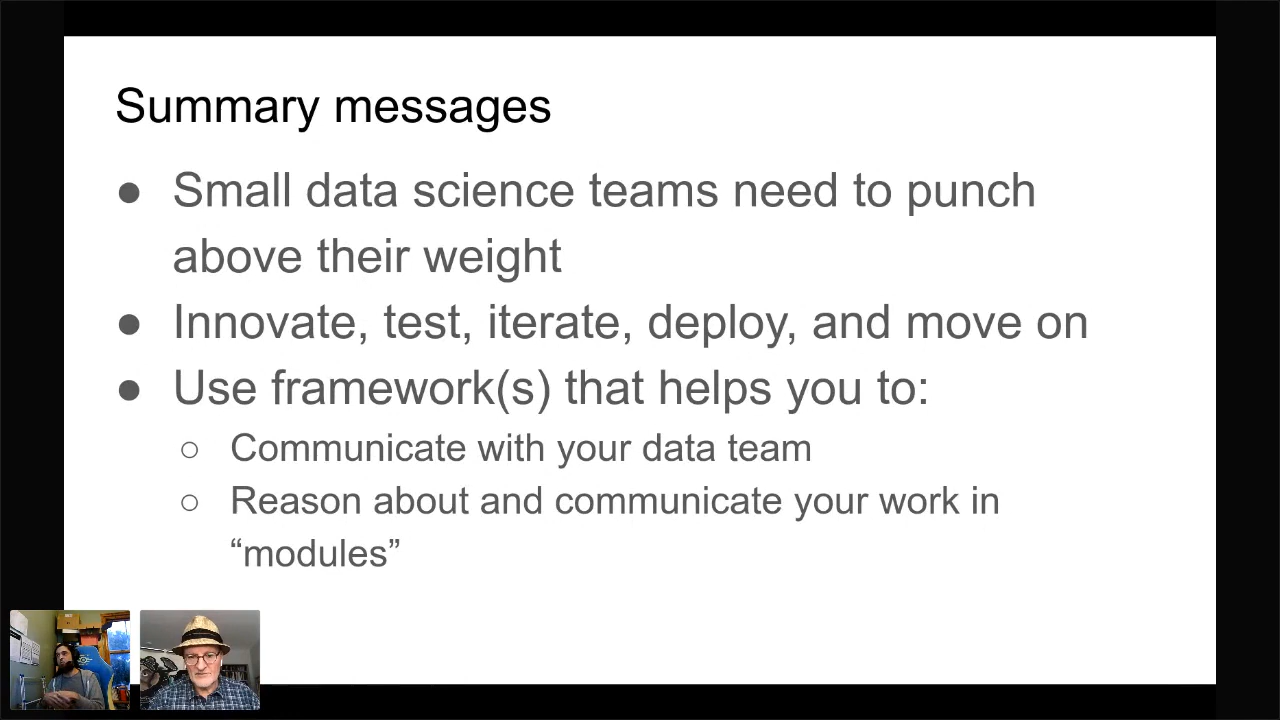 Summary messages
● Small data science teams need to punch
above their weight
● Innovate, test, iterate, deploy, and move on
● Use framework(s) that helps you to:
○ Communicate with your data team
○ Reason about and communicate your work in
“modules”